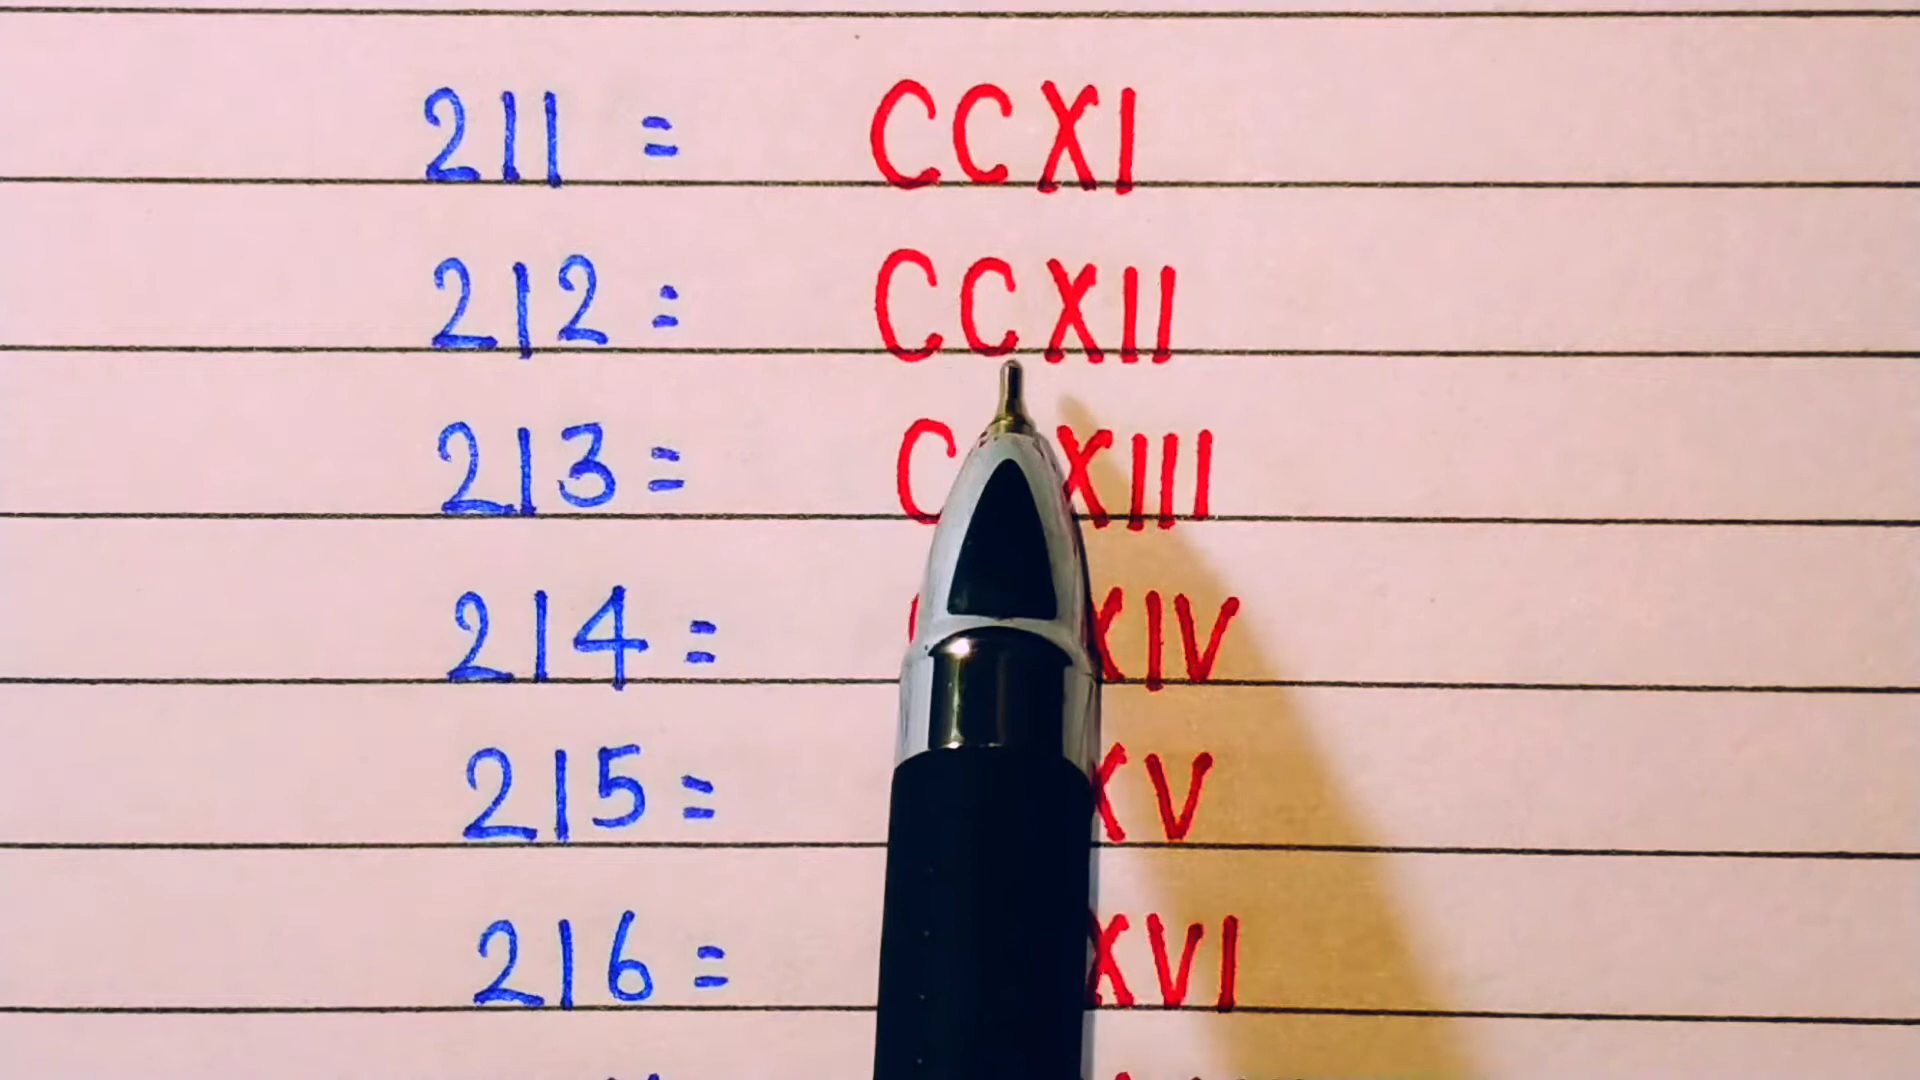 211 = CCXI
212 = CCXII
213 = C XIII
214 = XIV
215 = XV
216 = XVI